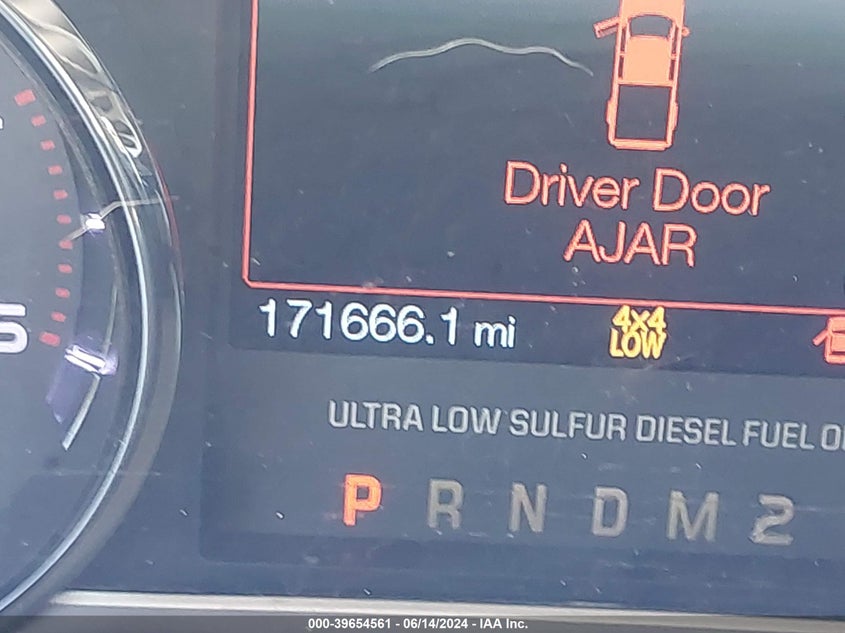 Driver Door
AJAR
5
171666.1 mi
4x4
LOW
ULTRA LOW SULFUR DIESEL FUEL
P R N D M 2
000-39654561 - 06/14/2024 - IAA Inc.